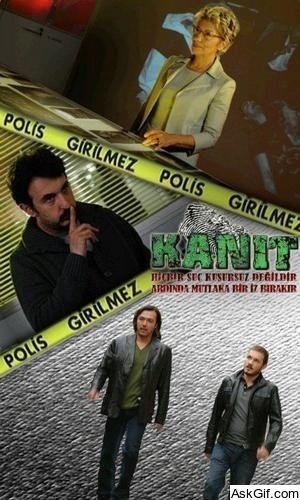 POLİS GİRİLMEZ POLİS GİRİLMEZ
KANIT
HİÇBİR SUÇ KUSURSUZ DEĞİLDİR
ARDINDA MUTLAKA BİR İZ BIRAKIR
POLİS GİRİLMEZ
AskGif.com